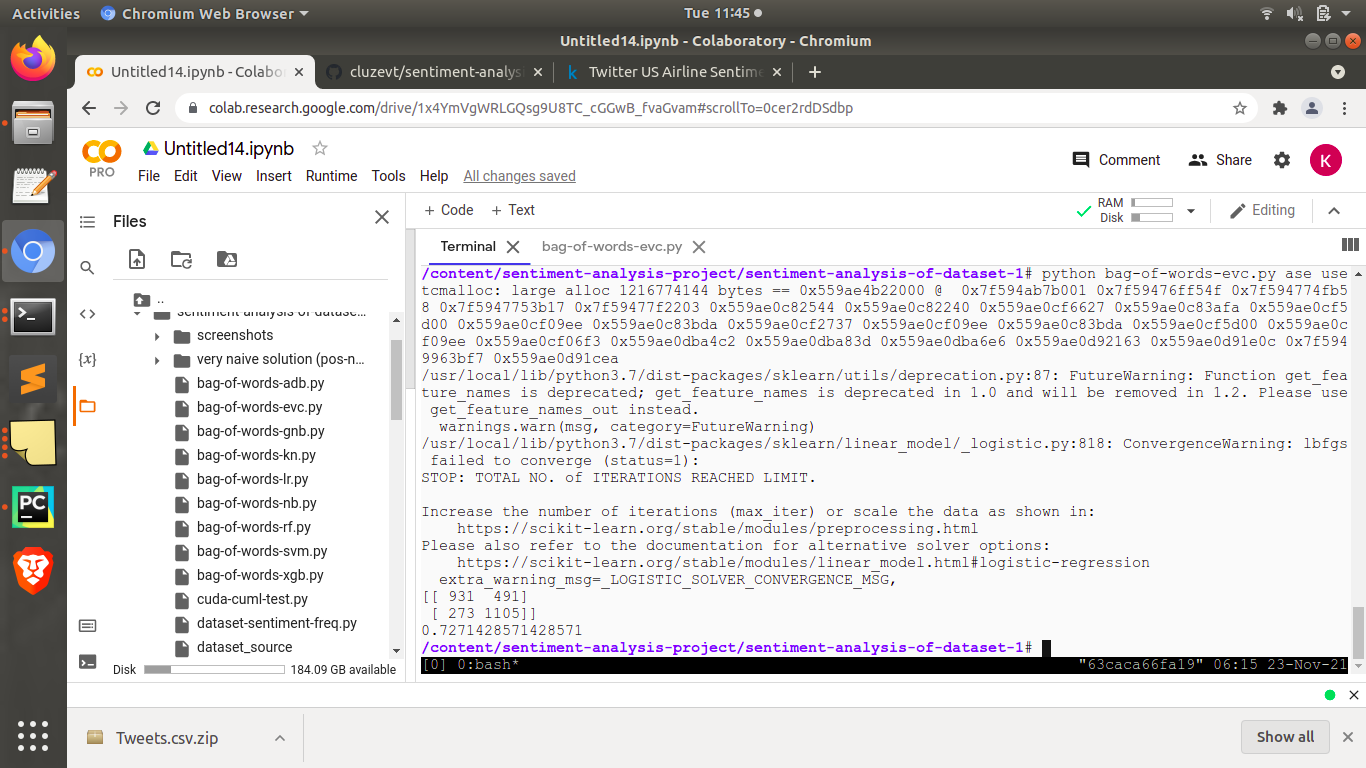 Activities
Chromium Web Browser
Tue 11:45
Untitled14.ipynb - Colaboratory - Chromium
Untitled14.ipynb - Colabo
cluzevt/sentiment-analys
Twitter US Airline Sentime
colab.research.google.com/drive/1x4YmVgWRLGQsg9U8TC_cGGwB_fvaGvam#scrollTo=0cer2rdDSdbp
PRO
Untitled14.ipynb
File Edit View Insert Runtime Tools Help All changes saved
Comment
Share
K
Files
+ Code + Text
RAM
Disk
Editing
Terminal
bag-of-words-evc.py
..
sentiment-analysis-of-datase...
screenshots
very naive solution (pos-n...
bag-of-words-adb.py
bag-of-words-evc.py
bag-of-words-gnb.py
bag-of-words-kn.py
bag-of-words-lr.py
bag-of-words-nb.py
bag-of-words-rf.py
bag-of-words-svm.py
bag-of-words-xgb.py
cuda-cuml-test.py
dataset-sentiment-freq.py
dataset_source
Disk
184.09 GB available
/content/sentiment-analysis-project/sentiment-analysis-of-dataset-1# python bag-of-words-evc.py ase use
tcmalloc: large alloc 1216774144 bytes == 0x559ae4b22000 @  0x7f594ab7b001 0x7f59476ff54f 0x7f594774fb5
8 0x7f5947753b17 0x7f59477f2203 0x559ae0c82544 0x559ae0c82240 0x559ae0cf6627 0x559ae0c83afa 0x559ae0cf5
d00 0x559ae0cf09ee 0x559ae0c83bda 0x559ae0cf2737 0x559ae0cf09ee 0x559ae0c83bda 0x559ae0cf5d00 0x559ae0c
f09ee 0x559ae0cf06f3 0x559ae0dba4c2 0x559ae0dba83d 0x559ae0dba6e6 0x559ae0d92163 0x559ae0d91e0c 0x7f594
9963bf7 0x559ae0d91cea
/usr/local/lib/python3.7/dist-packages/sklearn/utils/deprecation.py:87: FutureWarning: Function get_fea
ture_names is deprecated; get_feature_names is deprecated in 1.0 and will be removed in 1.2. Please use
get_feature_names_out instead.
warnings.warn(msg, category=FutureWarning)
/usr/local/lib/python3.7/dist-packages/sklearn/linear_model/_logistic.py:818: ConvergenceWarning: lbfgs
failed to converge (status=1):
STOP: TOTAL NO. of ITERATIONS REACHED LIMIT.
Increase the number of iterations (max_iter) or scale the data as shown in:
https://scikit-learn.org/stable/modules/preprocessing.html
Please also refer to the documentation for alternative solver options:
https://scikit-learn.org/stable/modules/linear_model.html#logistic-regression
extra_warning_msg=_LOGISTIC_SOLVER_CONVERGENCE_MSG,
[[ 931  491]
[ 273 1105]]
0.7271428571428571
/content/sentiment-analysis-project/sentiment-analysis-of-dataset-1#
[0] 0:bash*
"63caca66fa19" 06:15 23-Nov-21
Tweets.csv.zip
Show all